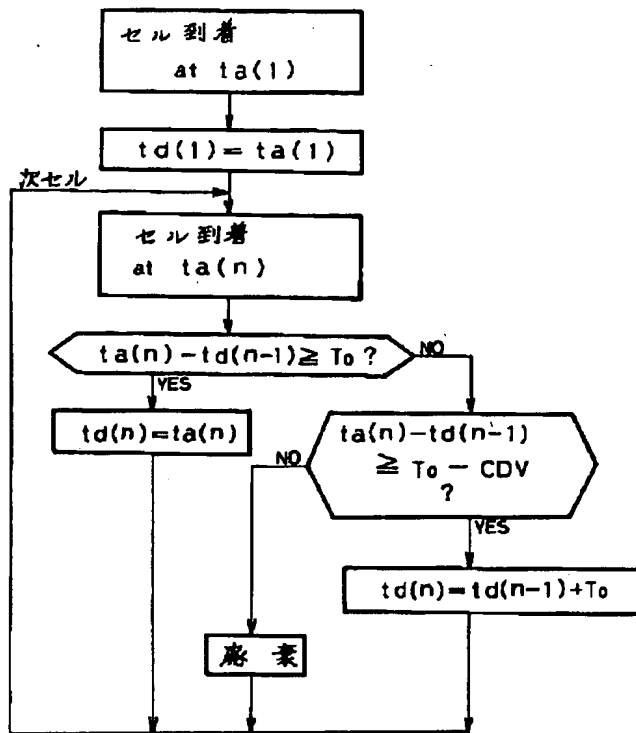 セル到着
at ta(1)
td(1)=ta(1)
次セル
セル到着
at ta(n)
ta(n)-td(n-1)≧To?
NO
YES
td(n)=ta(n)
ta(n)-td(n-1)
≧To-CDV
?
NO
YES
td(n)=td(n-1)+To
廃棄